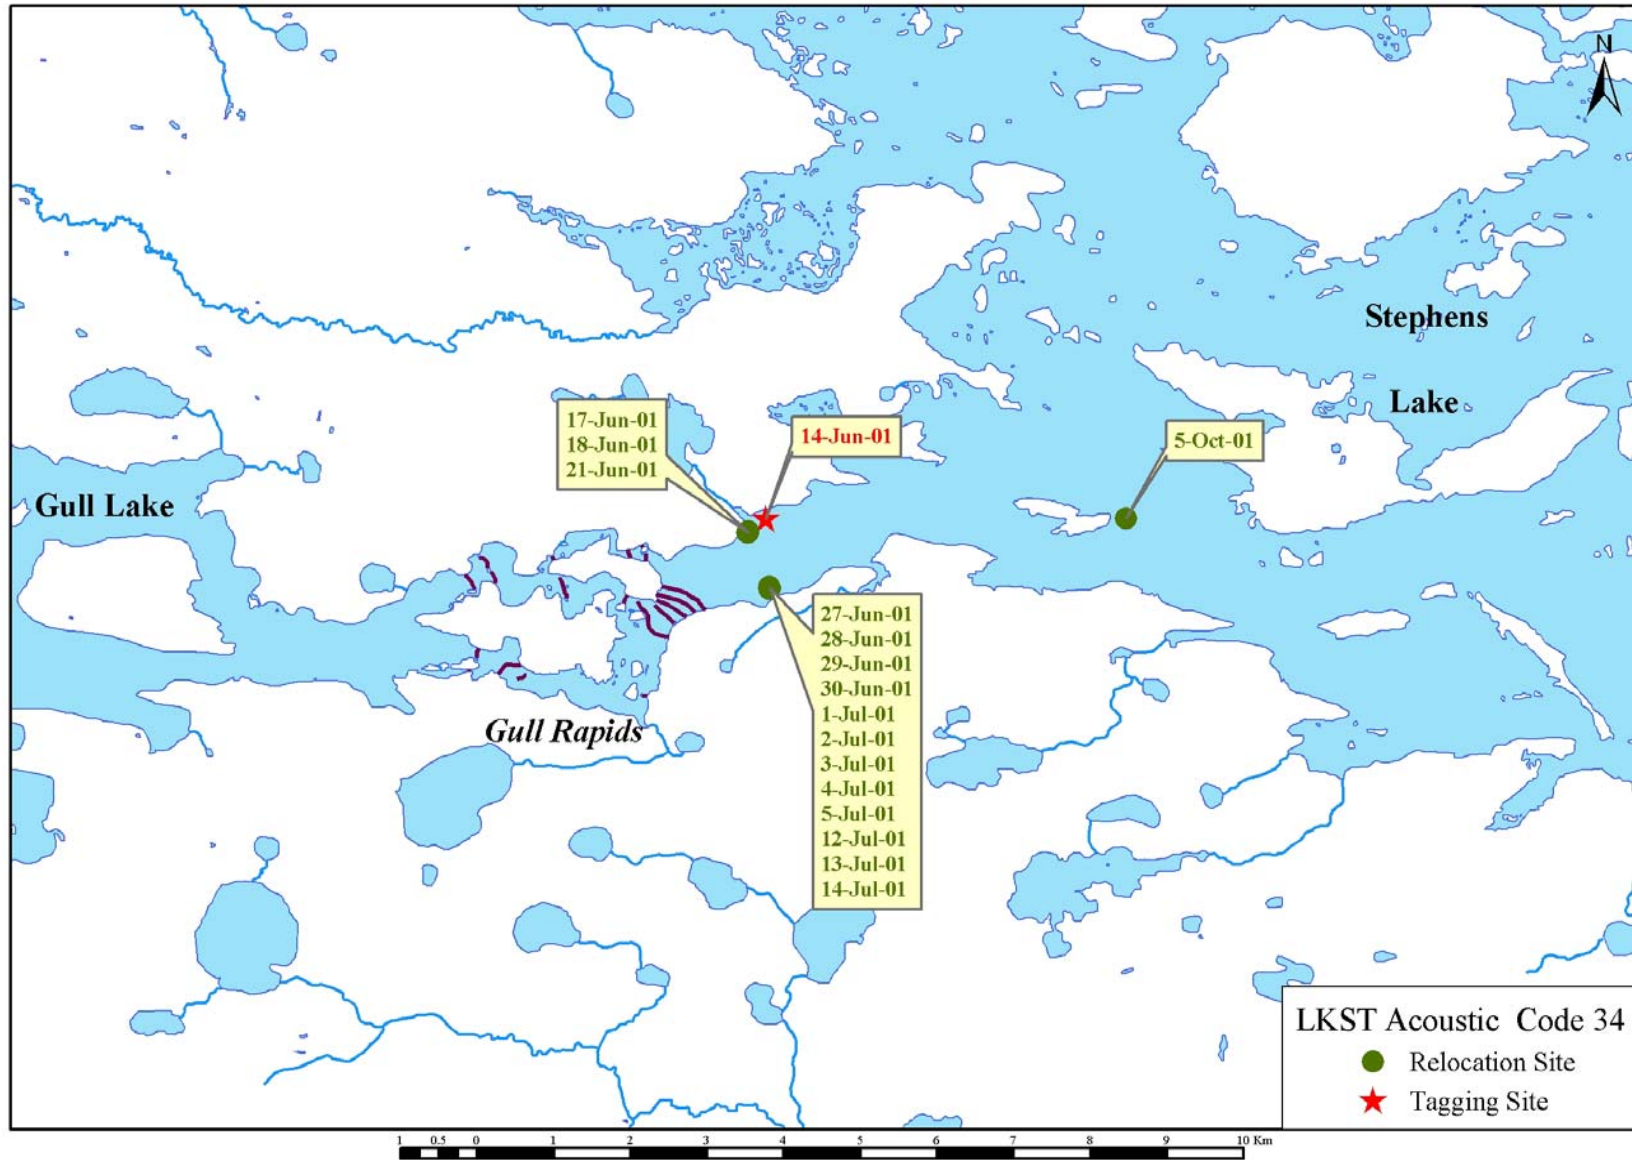 N
Stephens
Lake
17-Jun-01
18-Jun-01
21-Jun-01
14-Jun-01
5-Oct-01
Gull Lake
27-Jun-01
28-Jun-01
29-Jun-01
30-Jun-01
1-Jul-01
2-Jul-01
3-Jul-01
4-Jul-01
5-Jul-01
12-Jul-01
13-Jul-01
14-Jul-01
Gull Rapids
LKST Acoustic Code 34
Relocation Site
Tagging Site
1 0.5 0 1 2 3 4 5 6 7 8 9 10 Km